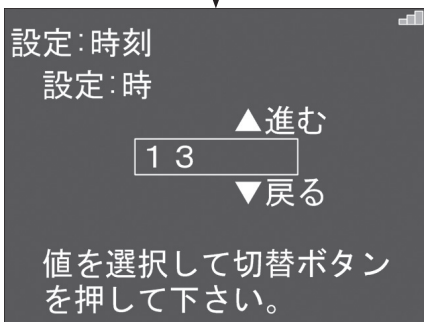 設定:時刻
設定:時
▲進む
１３
▼戻る
値を選択して切替ボタン
を押して下さい。